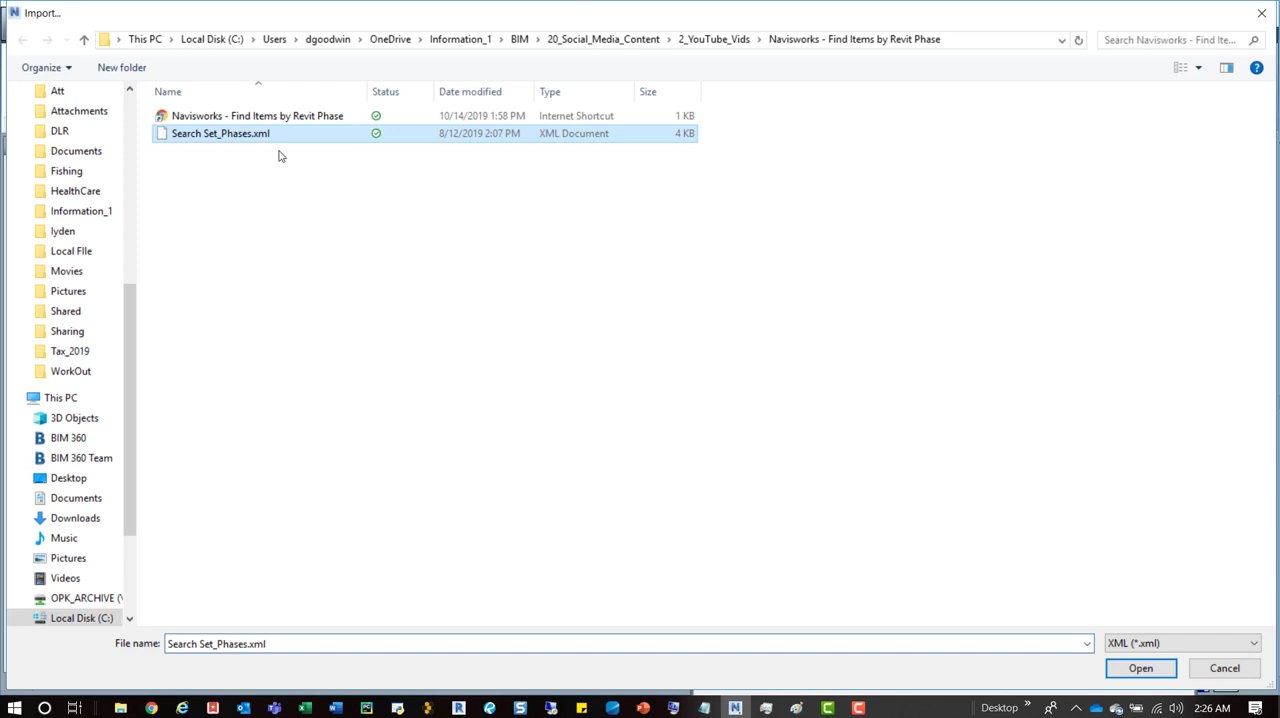 Import...
This PC > Local Disk (C:) > Users > dgoodwin > OneDrive > Information_1 > BIM > 20_Social_Media_Content > 2_YouTube_Vids > Navisworks - Find Items by Revit Phase
Search Navisworks - Find Ite...
Organize
New folder
Att
Attachments
DLR
Documents
Fishing
HealthCare
Information_1
Iyden
Local FIle
Movies
Pictures
Shared
Sharing
Tax_2019
WorkOut
This PC
3D Objects
BIM 360
BIM 360 Team
Desktop
Documents
Downloads
Music
Pictures
Videos
OPK_ARCHIVE (\
Local Disk (C:)
Name Status Date modified Type Size
Navisworks - Find Items by Revit Phase 10/14/2019 1:58 PM Internet Shortcut 1 KB
Search Set_Phases.xml 8/12/2019 2:07 PM XML Document 4 KB
File name: Search Set_Phases.xml
XML (*.xml)
Open
Cancel
Desktop
2:26 AM